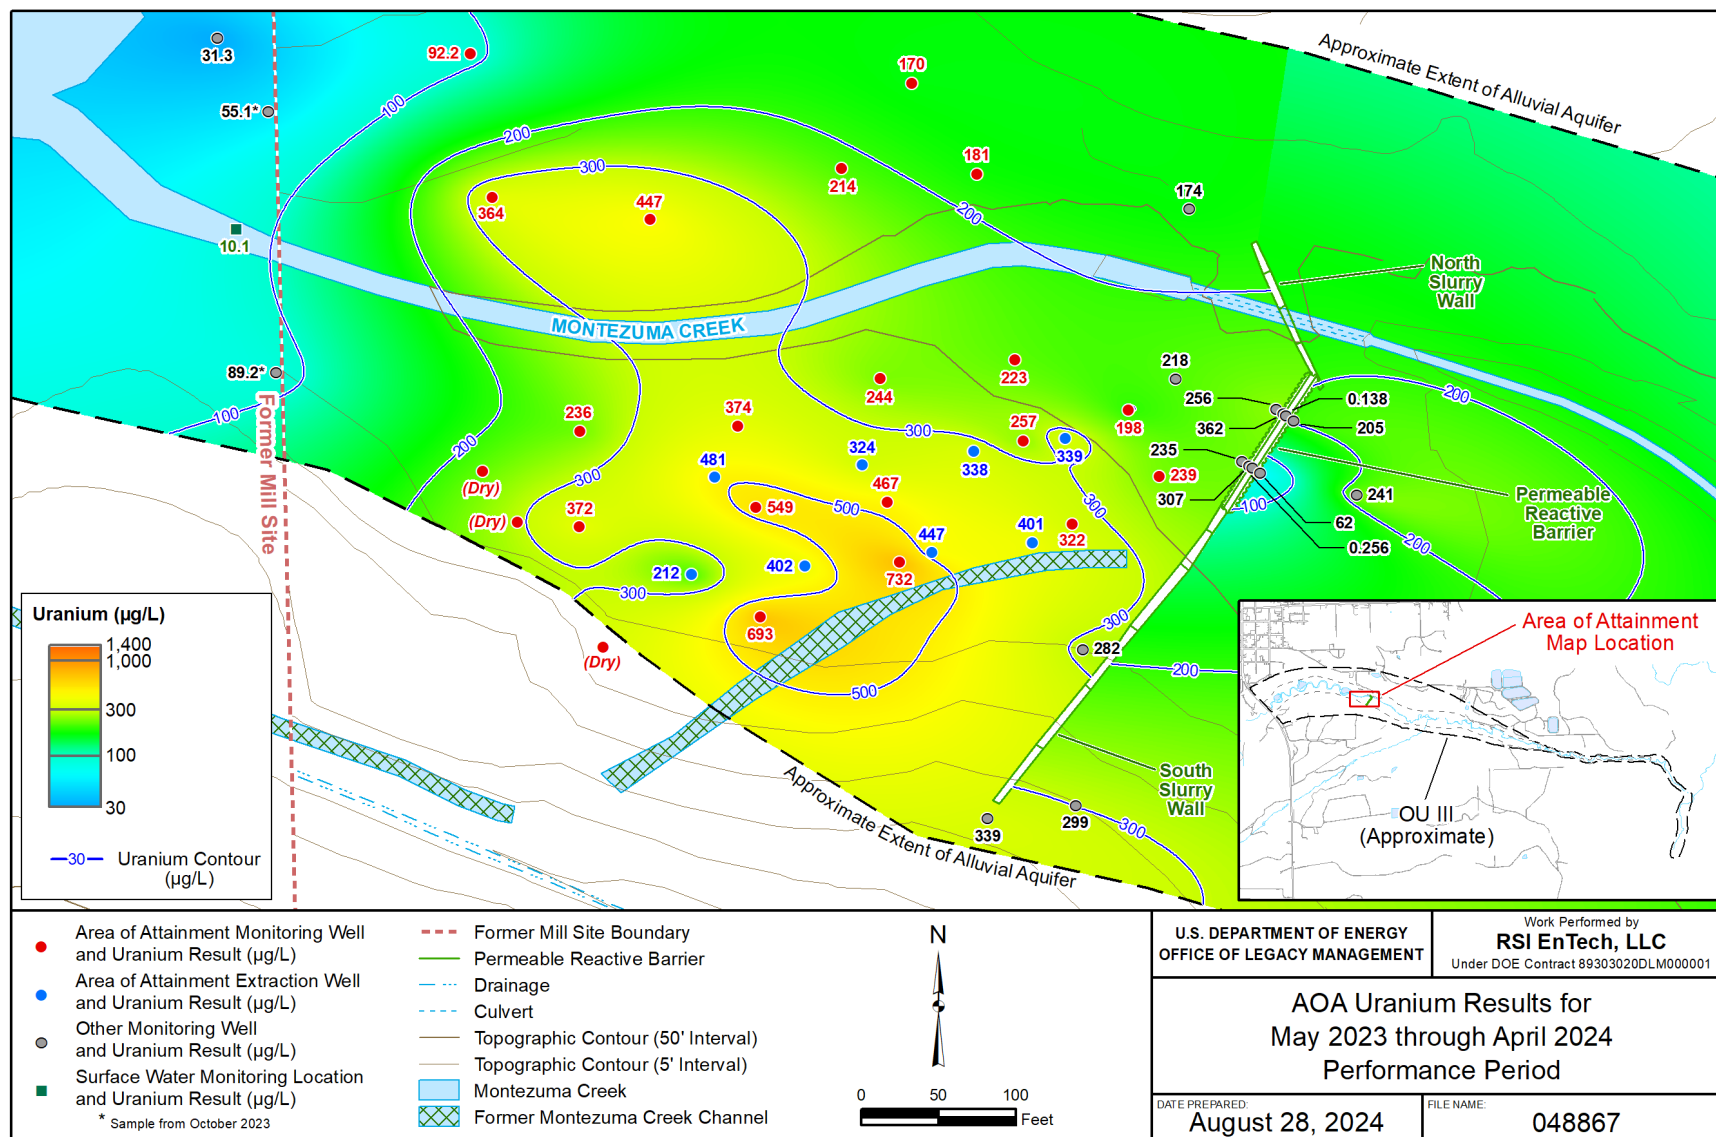 31.3
92.2
170
Approximate Extent of Alluvial Aquifer
55.1*
100
200
181
300
214
174
364
447
200
10.1
North
Slurry
Wall
MONTEZUMA CREEK
89.2*
218
223
244
256
0.138
200
100
236
374
257
198
362
205
Former Mill Site
200
300
324
338
339
235
481
239
(Dry)
300
467
307
241
Permeable
Reactive
Barrier
549
500
300
100
(Dry)
372
447
401
322
62
200
0.256
212
402
732
300
693
300
282
(Dry)
200
500
Uranium (µg/L)
1,400
1,000
300
100
30
30
Uranium Contour
(µg/L)
Area of Attainment
Map Location
OU III
(Approximate)
South
Slurry
Wall
Approximate Extent of Alluvial Aquifer
339
299
300
Area of Attainment Monitoring Well
and Uranium Result (µg/L)
Area of Attainment Extraction Well
and Uranium Result (µg/L)
Other Monitoring Well
and Uranium Result (µg/L)
Surface Water Monitoring Location
and Uranium Result (µg/L)
* Sample from October 2023
Former Mill Site Boundary
Permeable Reactive Barrier
Drainage
Culvert
Topographic Contour (50' Interval)
Topographic Contour (5' Interval)
Montezuma Creek
Former Montezuma Creek Channel
N
0 50 100
Feet
U.S. DEPARTMENT OF ENERGY
OFFICE OF LEGACY MANAGEMENT
Work Performed by
RSI EnTech, LLC
Under DOE Contract 89303020DLM000001
AOA Uranium Results for
May 2023 through April 2024
Performance Period
DATE PREPARED:
August 28, 2024
FILE NAME:
048867